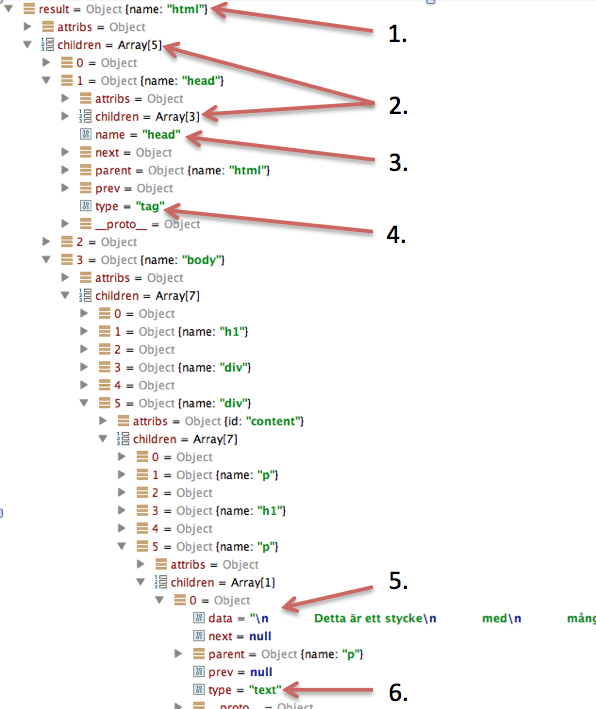 result = Object {name: "html"}
1.
attribs = Object
children = Array[5]
0 = Object
1 = Object {name: "head"}
attribs = Object
2.
children = Array[3]
name = "head"
next = Object
3.
parent = Object {name: "html"}
prev = Object
type = "tag"
__proto__ = Object
4.
2 = Object
3 = Object {name: "body"}
attribs = Object
children = Array[7]
0 = Object
1 = Object {name: "h1"}
2 = Object
3 = Object {name: "div"}
4 = Object
5 = Object {name: "div"}
attribs = Object {id: "content"}
children = Array[7]
0 = Object
1 = Object {name: "p"}
2 = Object
3 = Object {name: "h1"}
4 = Object
5 = Object {name: "p"}
attribs = Object
children = Array[1]
5.
0 = Object
data = "\n Detta är ett stycke\n med\n mång
next = null
parent = Object {name: "p"}
prev = null
type = "text"
6.
__proto__ = Object